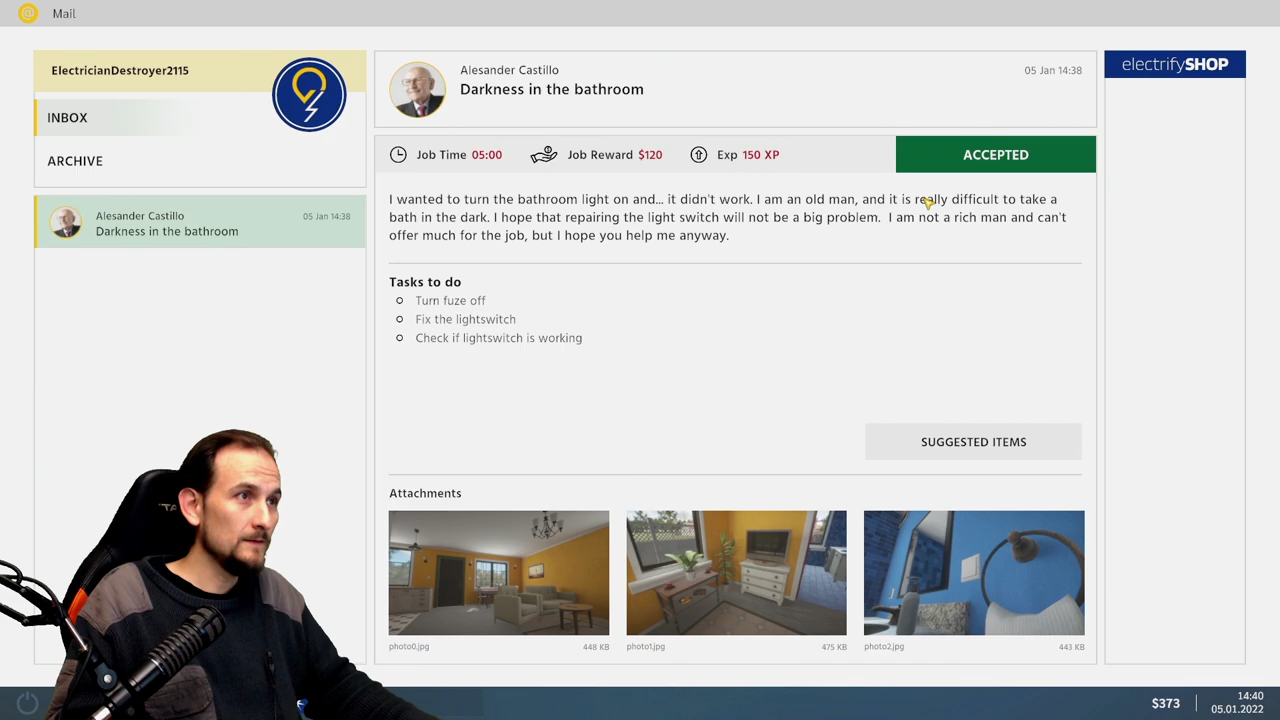 Mail
ElectricianDestroyer2115
INBOX
ARCHIVE
Alesander Castillo
05 Jan 14:38
Darkness in the bathroom
Alesander Castillo
05 Jan 14:38
Darkness in the bathroom
Job Time 05:00
Job Reward $120
Exp 150 XP
ACCEPTED
I wanted to turn the bathroom light on and... it didn't work. I am an old man, and it is really difficult to take a
bath in the dark. I hope that repairing the light switch will not be a big problem. I am not a rich man and can't
offer much for the job, but I hope you help me anyway.
Tasks to do
Turn fuze off
Fix the lightswitch
Check if lightswitch is working
SUGGESTED ITEMS
Attachments
photo0.jpg
448 KB
photo1.jpg
475 KB
photo2.jpg
443 KB
electrifySHOP
$373
14:40
05.01.2022